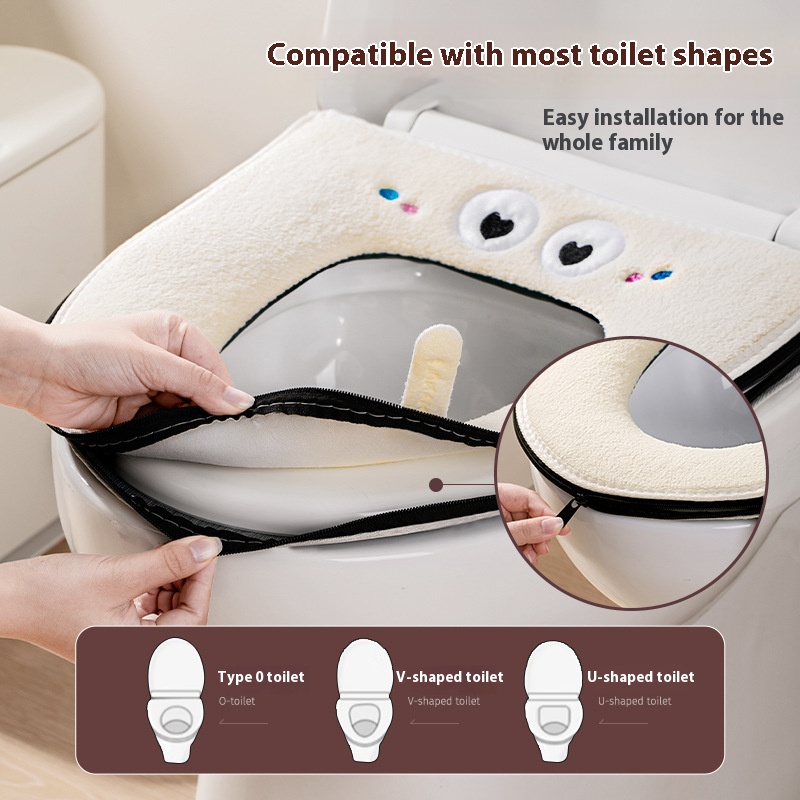 Compatible with most toilet shapes
Easy installation for the
whole family
Type 0 toilet
O-toilet
V-shaped toilet
V-shaped toilet
U-shaped toilet
U-shaped toilet